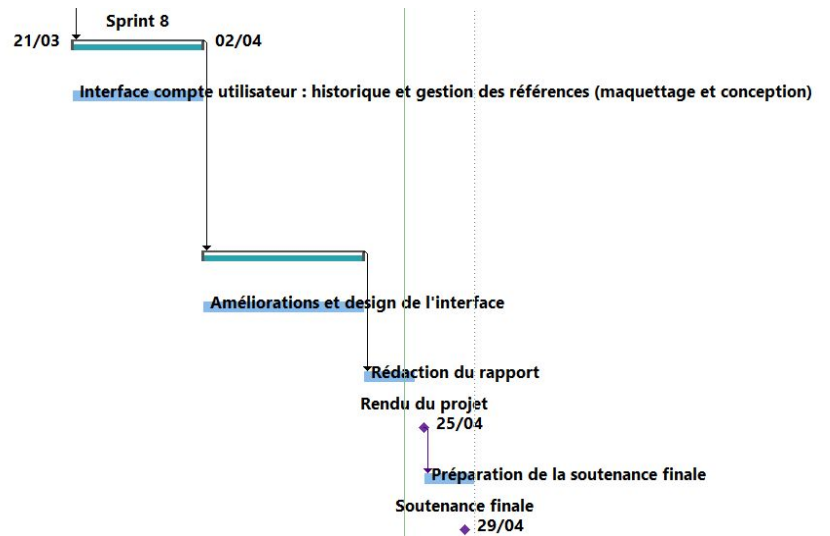 Sprint 8
21/03
02/04
Interface compte utilisateur : historique et gestion des références (maquettage et conception)
Améliorations et design de l'interface
Rédaction du rapport
Rendu du projet
25/04
Préparation de la soutenance finale
Soutenance finale
29/04